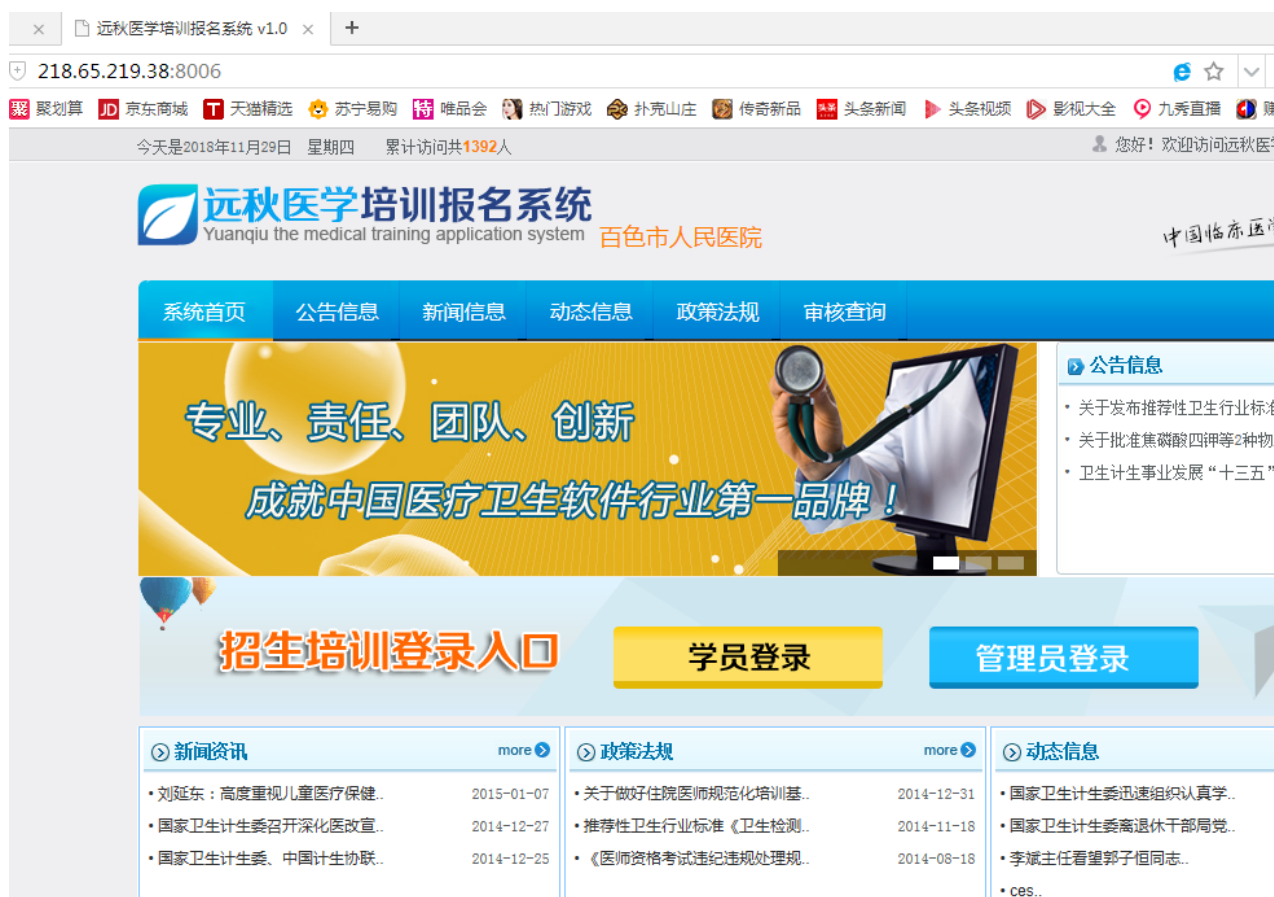 远秋医学培训报名系统 v1.0
218.65.219.38:8006
聚划算 京东商城 天猫精选 苏宁易购 唯品会 热门游戏 扑克山庄 传奇新品 头条新闻 头条视频 影视大全 九秀直播
今天是2018年11月29日 星期四 累计访问共1392人 您好！欢迎访问远秋医
远秋医学培训报名系统
Yuanqiu the medical training application system 百色市人民医院
中国临床医
系统首页 公告信息 新闻信息 动态信息 政策法规 审核查询
公告信息
专业、责任、团队、创新
成就中国医疗卫生软件行业第一品牌！
• 关于发布推荐性卫生行业标准
• 关于批准焦磷酸四钾等2种物
• 卫生计生事业发展“十三五”
招生培训登录入口 学员登录 管理员登录
新闻资讯 more 政策法规 more 动态信息
• 刘延东：高度重视儿童医疗保健.. 2015-01-07 • 关于做好住院医师规范化培训基.. 2014-12-31 • 国家卫生计生委迅速组织认真学..
• 国家卫生计生委召开深化医改宣.. 2014-12-27 • 推荐性卫生行业标准《卫生检测.. 2014-11-18 • 国家卫生计生委离退休干部局党..
• 国家卫生计生委、中国计生协联.. 2014-12-25 • 《医师资格考试违纪违规处理规.. 2014-08-18 • 李斌主任看望郭子恒同志..
• ces..